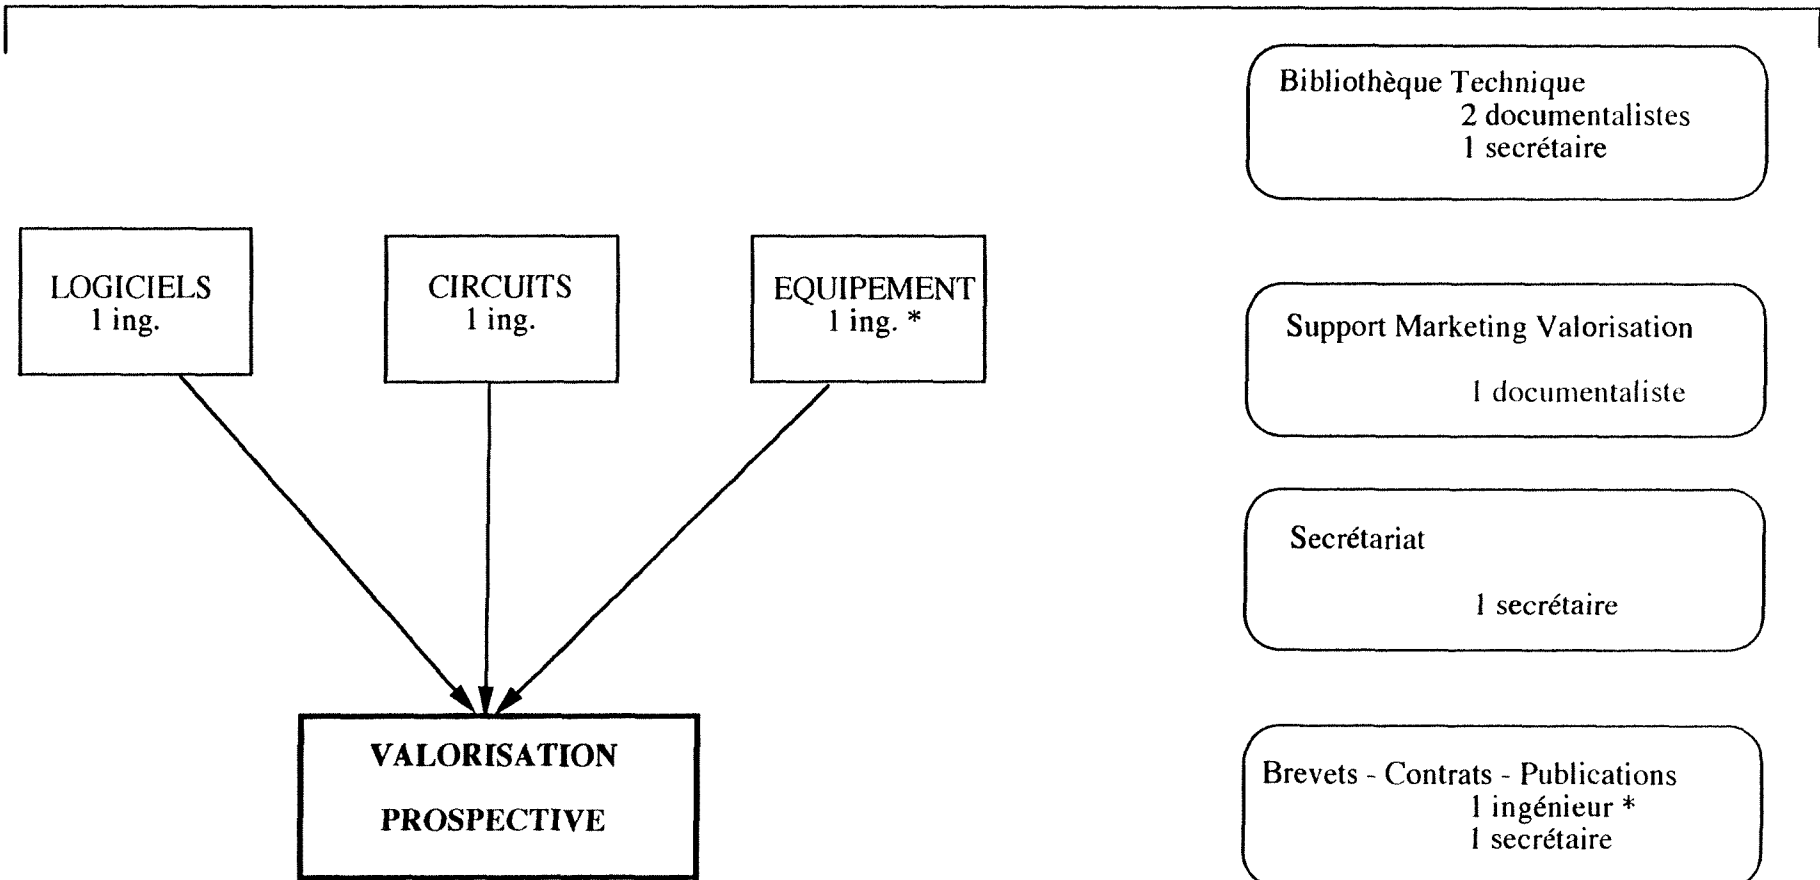 Bibliothèque Technique
2 documentalistes
1 secrétaire
LOGICIELS
1 ing.
CIRCUITS
1 ing.
EQUIPEMENT
1 ing. *
Support Marketing Valorisation
1 documentaliste
Secrétariat
1 secrétaire
VALORISATION
PROSPECTIVE
Brevets - Contrats - Publications
1 ingénieur *
1 secrétaire